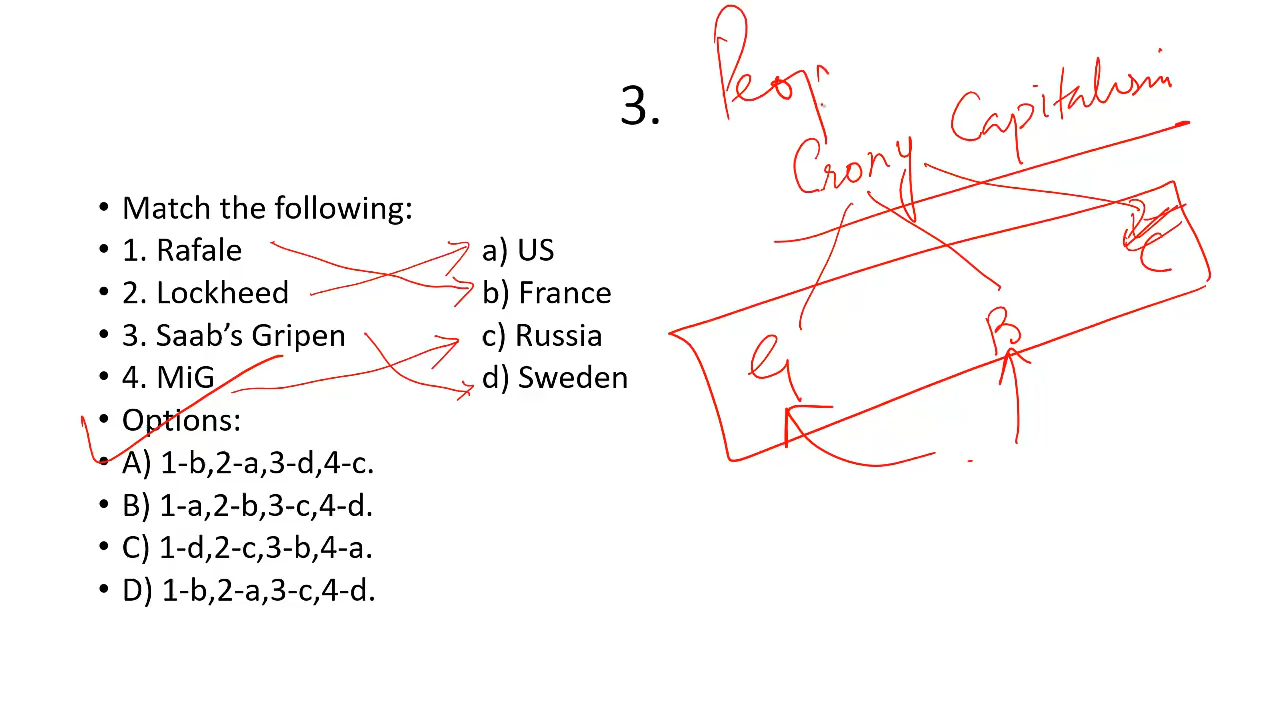 3.
Peop
Crony Capitalism
• Match the following:
• 1. Rafale a) US
• 2. Lockheed b) France
• 3. Saab’s Gripen c) Russia
• 4. MiG d) Sweden
• Options:
• A) 1-b,2-a,3-d,4-c.
• B) 1-a,2-b,3-c,4-d.
• C) 1-d,2-c,3-b,4-a.
• D) 1-b,2-a,3-c,4-d.
G
B
C